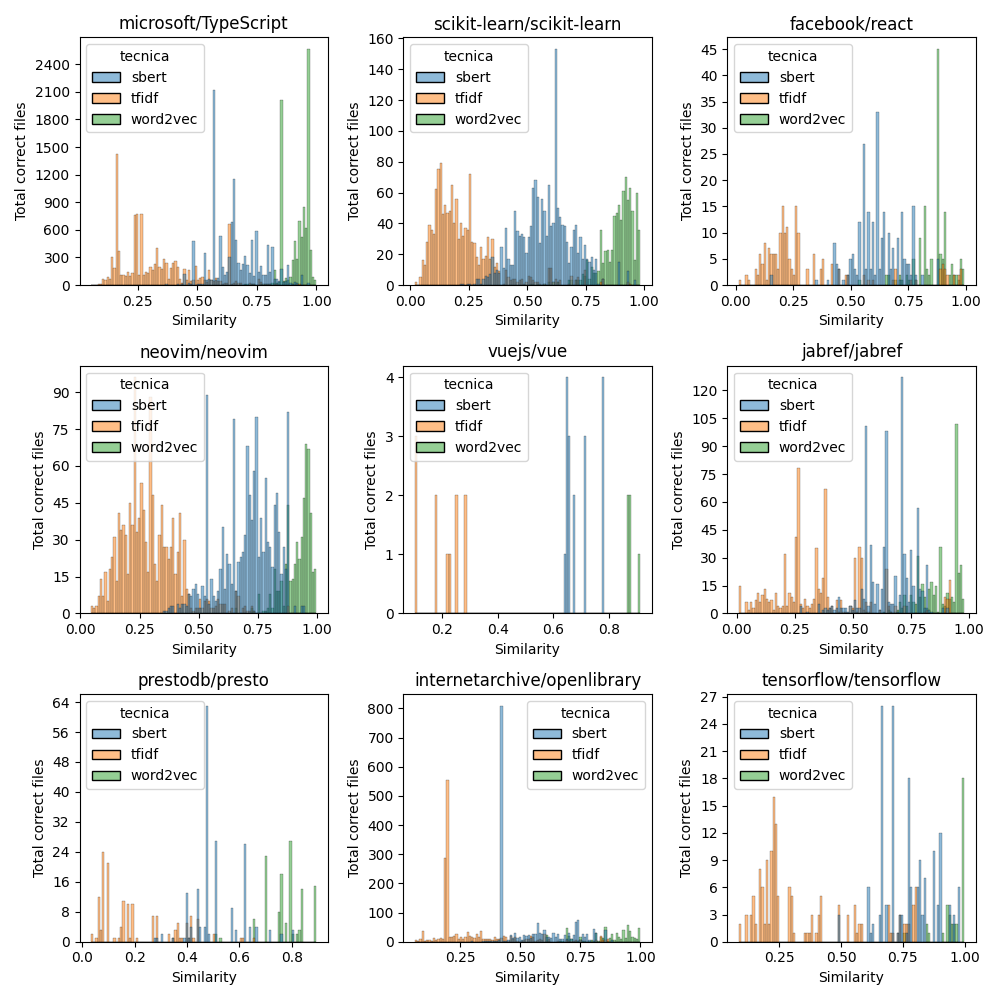 microsoft/TypeScript
Total correct files
2400
2100
1800
1500
1200
900
600
300
0
tecnica
sbert
tfidf
word2vec
0.25 0.50 0.75 1.00
Similarity
scikit-learn/scikit-learn
Total correct files
160
140
120
100
80
60
40
20
0
tecnica
sbert
tfidf
word2vec
0.00 0.25 0.50 0.75 1.00
Similarity
facebook/react
Total correct files
45
40
35
30
25
20
15
10
5
0
tecnica
sbert
tfidf
word2vec
0.00 0.25 0.50 0.75 1.00
Similarity
neovim/neovim
Total correct files
90
75
60
45
30
15
0
tecnica
sbert
tfidf
word2vec
0.00 0.25 0.50 0.75 1.00
Similarity
vuejs/vue
Total correct files
4
3
2
1
0
tecnica
sbert
tfidf
word2vec
0.2 0.4 0.6 0.8
Similarity
jabref/jabref
Total correct files
120
105
90
75
60
45
30
15
0
tecnica
sbert
tfidf
word2vec
0.00 0.25 0.50 0.75 1.00
Similarity
prestodb/presto
Total correct files
64
56
48
40
32
24
16
8
0
tecnica
sbert
tfidf
word2vec
0.0 0.2 0.4 0.6 0.8
Similarity
internetarchive/openlibrary
Total correct files
800
700
600
500
400
300
200
100
0
tecnica
sbert
tfidf
word2vec
0.25 0.50 0.75 1.00
Similarity
tensorflow/tensorflow
Total correct files
27
24
21
18
15
12
9
6
3
0
tecnica
sbert
tfidf
word2vec
0.25 0.50 0.75 1.00
Similarity